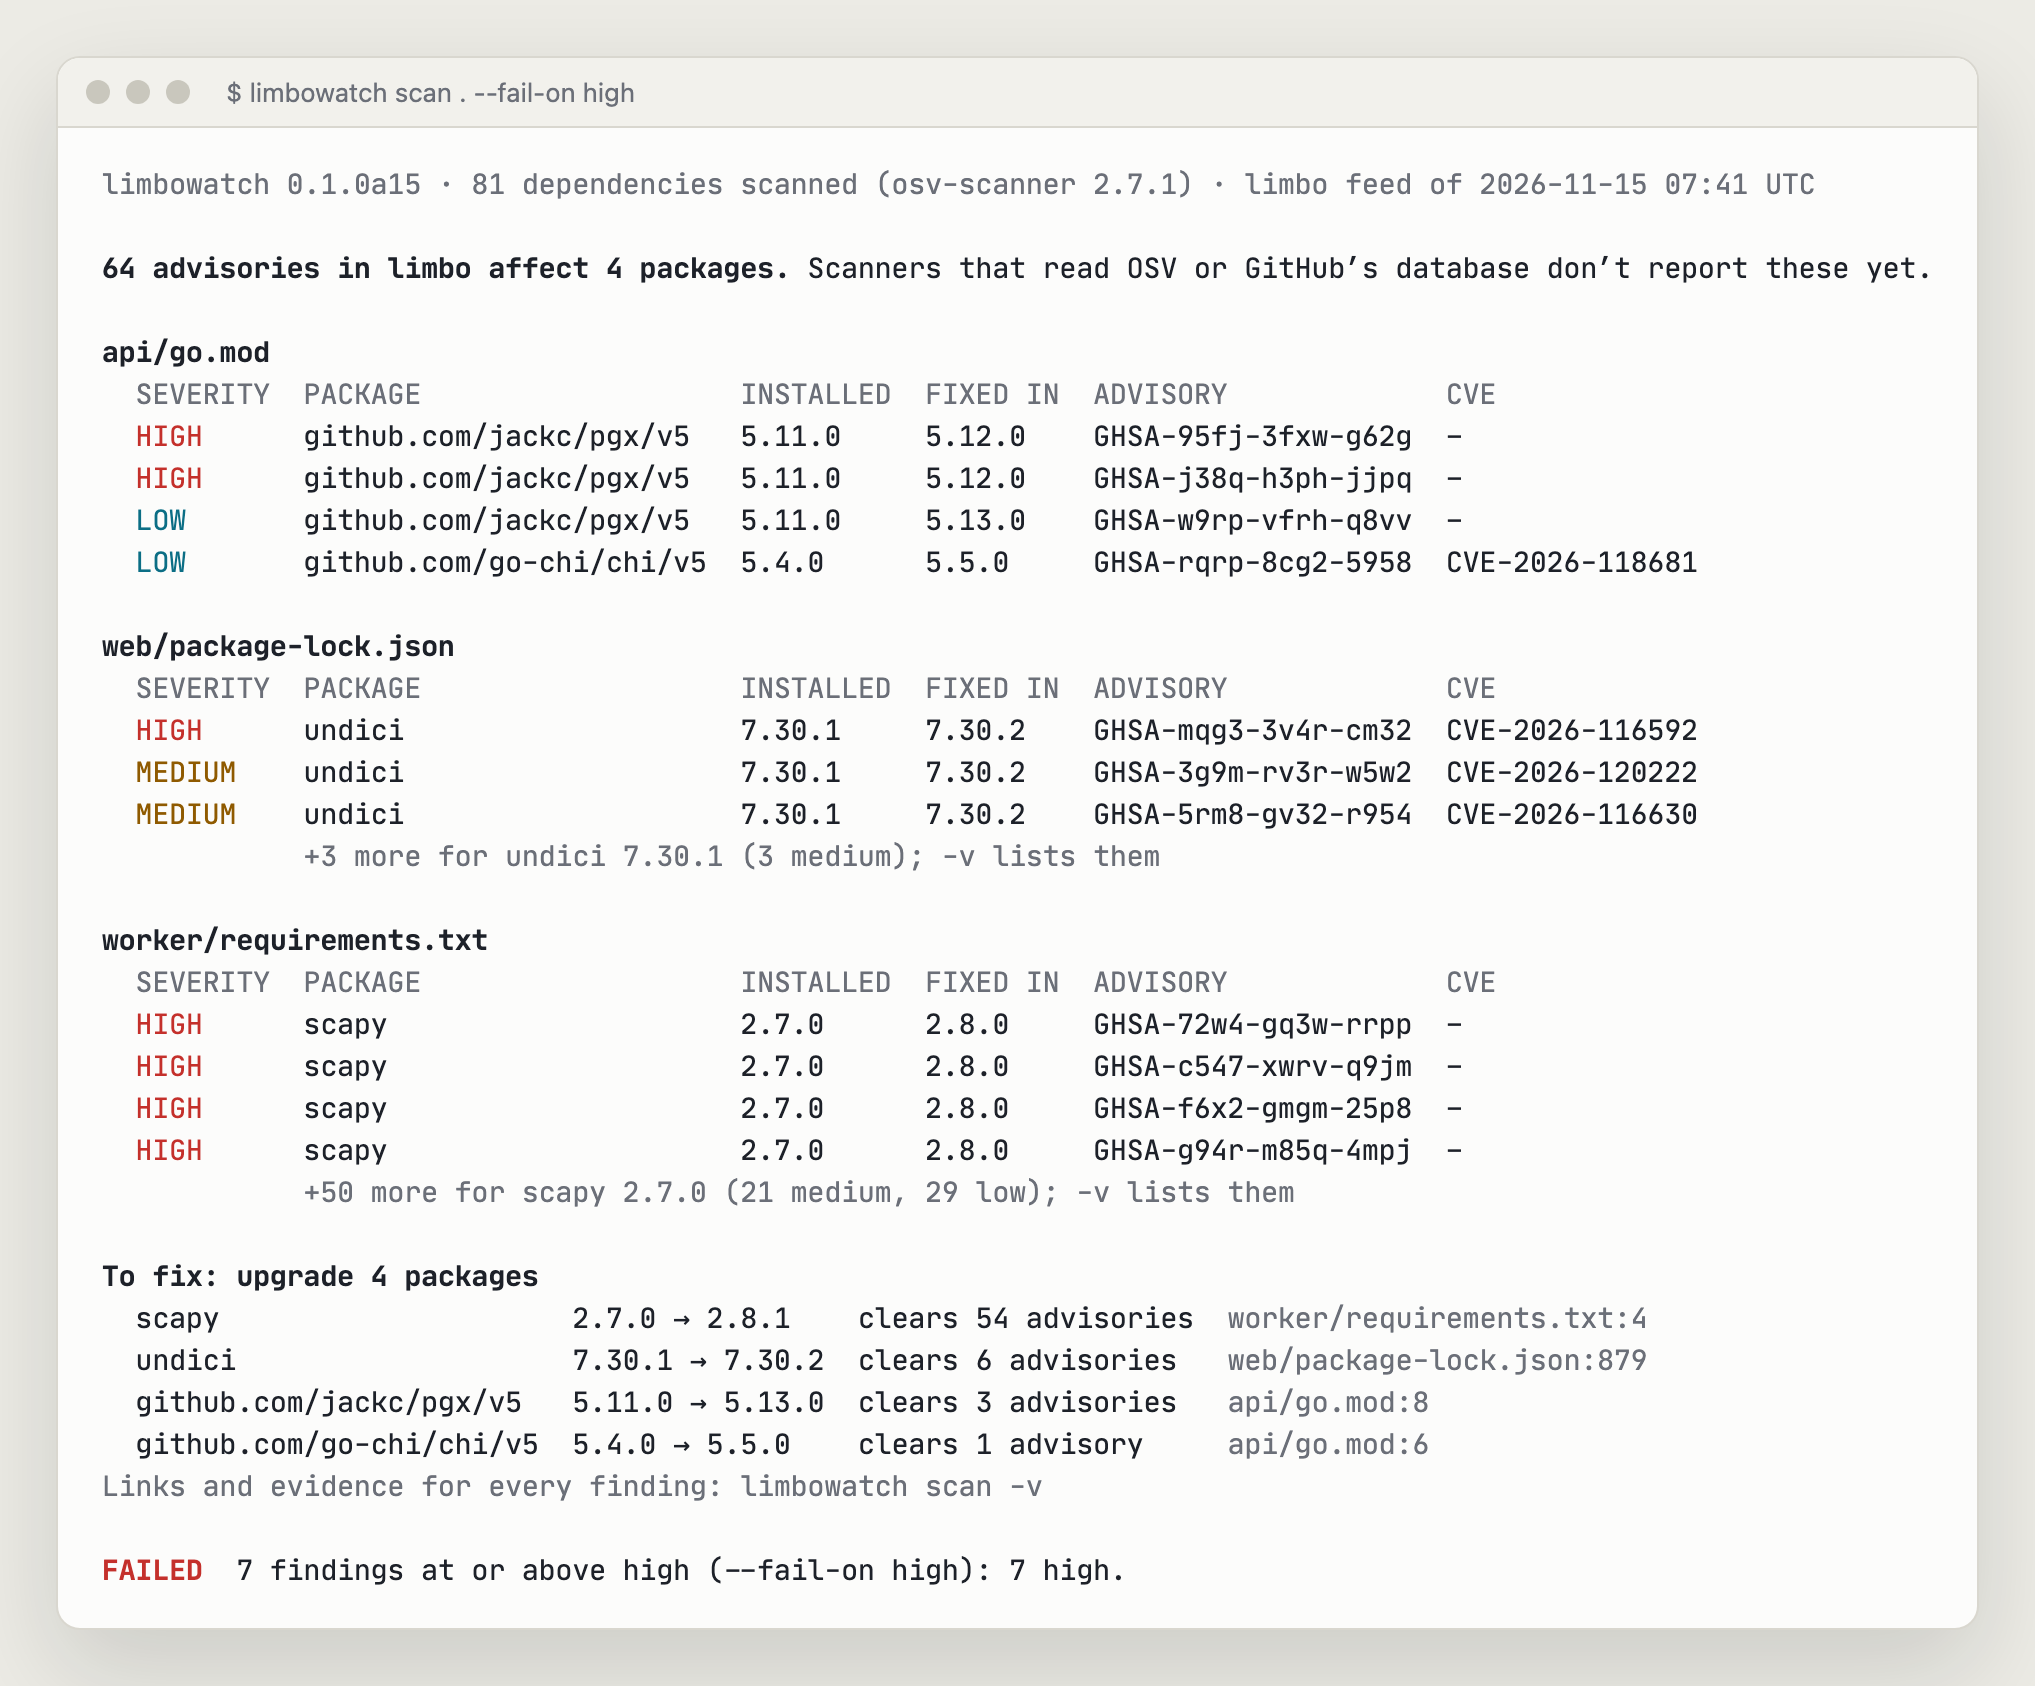 $ limbowatch scan . --fail-on high
limbowatch 0.1.0a15 · 81 dependencies scanned (osv-scanner 2.7.1) · limbo feed of 2026-11-15 07:41 UTC
64 advisories in limbo affect 4 packages. Scanners that read OSV or GitHub’s database don’t report these yet.
api/go.mod
SEVERITY PACKAGE INSTALLED FIXED IN ADVISORY CVE
HIGH github.com/jackc/pgx/v5 5.11.0 5.12.0 GHSA-95fj-3fxw-g62g –
HIGH github.com/jackc/pgx/v5 5.11.0 5.12.0 GHSA-j38q-h3ph-jjpq –
LOW github.com/jackc/pgx/v5 5.11.0 5.13.0 GHSA-w9rp-vfrh-q8vv –
LOW github.com/go-chi/chi/v5 5.4.0 5.5.0 GHSA-rqrp-8cg2-5958 CVE-2026-118681
web/package-lock.json
SEVERITY PACKAGE INSTALLED FIXED IN ADVISORY CVE
HIGH undici 7.30.1 7.30.2 GHSA-mqg3-3v4r-cm32 CVE-2026-116592
MEDIUM undici 7.30.1 7.30.2 GHSA-3g9m-rv3r-w5w2 CVE-2026-120222
MEDIUM undici 7.30.1 7.30.2 GHSA-5rm8-gv32-r954 CVE-2026-116630
+3 more for undici 7.30.1 (3 medium); -v lists them
worker/requirements.txt
SEVERITY PACKAGE INSTALLED FIXED IN ADVISORY CVE
HIGH scapy 2.7.0 2.8.0 GHSA-72w4-gq3w-rrpp –
HIGH scapy 2.7.0 2.8.0 GHSA-c547-xwrv-q9jm –
HIGH scapy 2.7.0 2.8.0 GHSA-f6x2-gmgm-25p8 –
HIGH scapy 2.7.0 2.8.0 GHSA-g94r-m85q-4mpj –
+50 more for scapy 2.7.0 (21 medium, 29 low); -v lists them
To fix: upgrade 4 packages
scapy 2.7.0 → 2.8.1 clears 54 advisories worker/requirements.txt:4
undici 7.30.1 → 7.30.2 clears 6 advisories web/package-lock.json:879
github.com/jackc/pgx/v5 5.11.0 → 5.13.0 clears 3 advisories api/go.mod:8
github.com/go-chi/chi/v5 5.4.0 → 5.5.0 clears 1 advisory api/go.mod:6
Links and evidence for every finding: limbowatch scan -v
FAILED 7 findings at or above high (--fail-on high): 7 high.